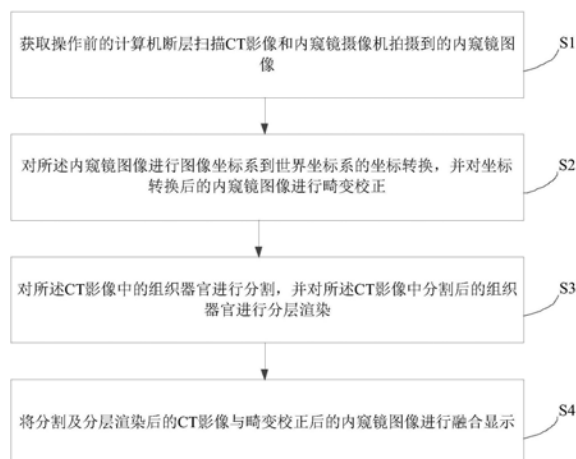 获取操作前的计算机断层扫描CT影像和内窥镜摄像机拍摄到的内窥镜图
像
S1
对所述内窥镜图像进行图像坐标系到世界坐标系的坐标转换，并对坐标
转换后的内窥镜图像进行畸变校正
S2
对所述CT影像中的组织器官进行分割，并对所述CT影像中分割后的组织
器官进行分层渲染
S3
将分割及分层渲染后的CT影像与畸变校正后的内窥镜图像进行融合显示
S4